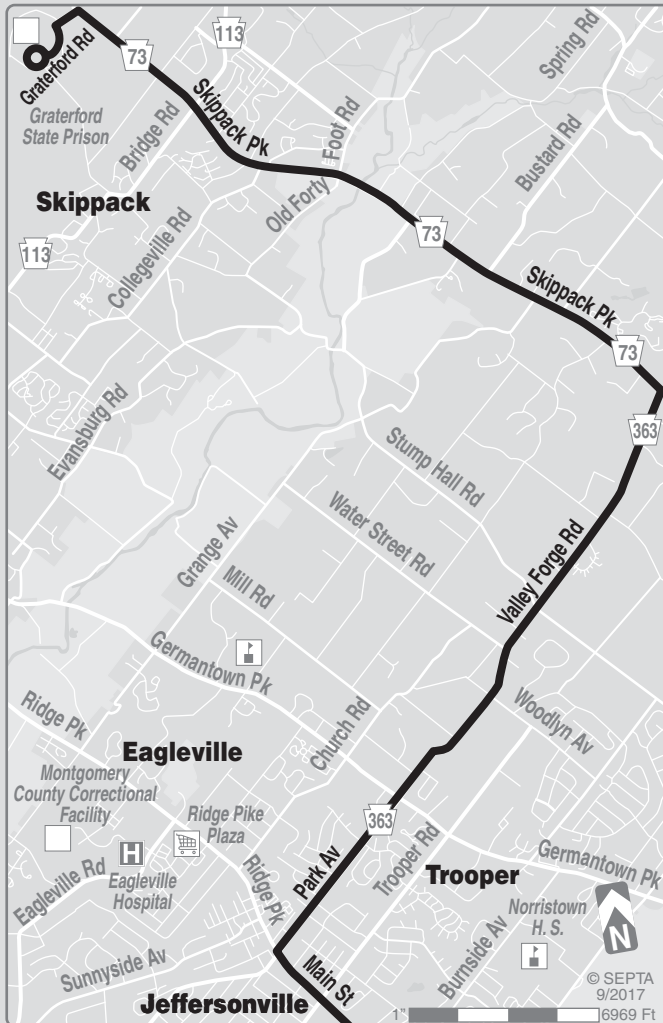 Graterford Rd
73
113
Spring Rd
Graterford
State Prison
Bridge Rd
Skippack Pk
Foot Rd
Old Forty
Bustard Rd
Skippack
113
Collegeville Rd
73
Skippack Pk
73
363
Evansburg Rd
Stump Hall Rd
Water Street Rd
Grange Av
Mill Rd
Valley Forge Rd
Germantown Pk
Woodlyn Av
Ridge Pk
Church Rd
Eagleville
Montgomery
County Correctional
Facility
Ridge Pike
Plaza
363
H
Eagleville
Hospital
Park Av
Trooper Rd
Trooper
Germantown Pk
Eagleville Rd
Ridge Pk
Norristown
H. S.
N
Burnside Av
Sunnyside Av
Main St
Jeffersonville
© SEPTA
9/2017
1" 6969 Ft